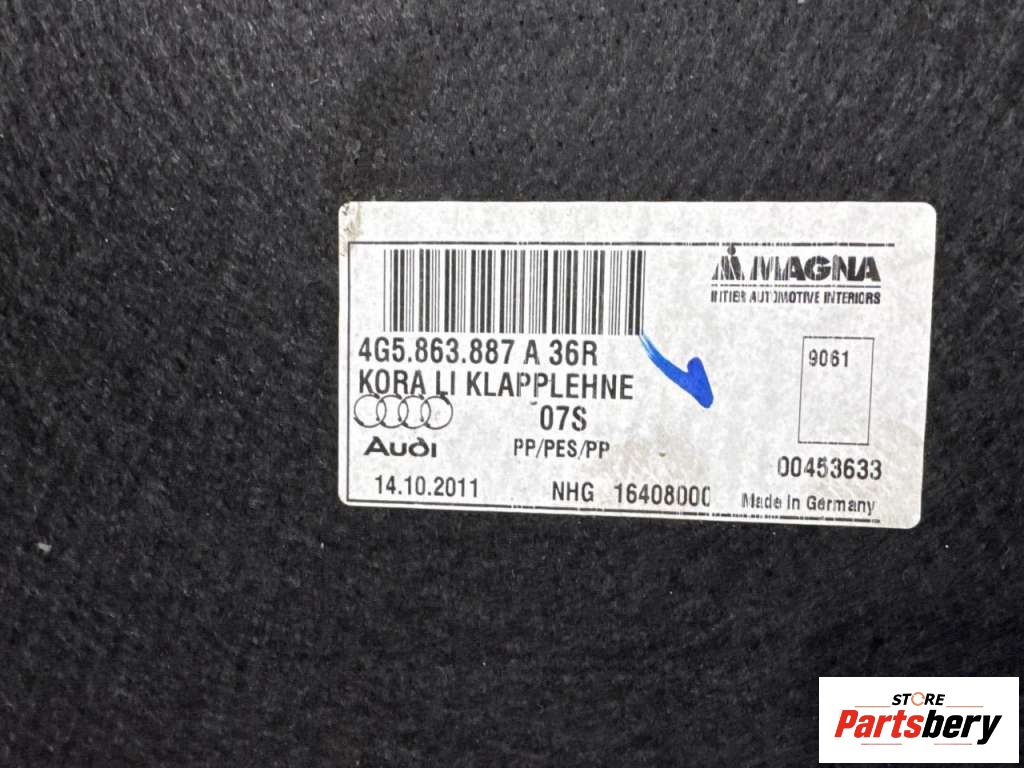 MAGNA
INTIER AUTOMOTIVE INTERIORS
4G5.863.887 A 36R
KORA LI KLAPPLEHNE
07S
Audi
PP/PES/PP
14.10.2011
NHG 16408000
9061
00453633
Made In Germany
STORE
Partsbery